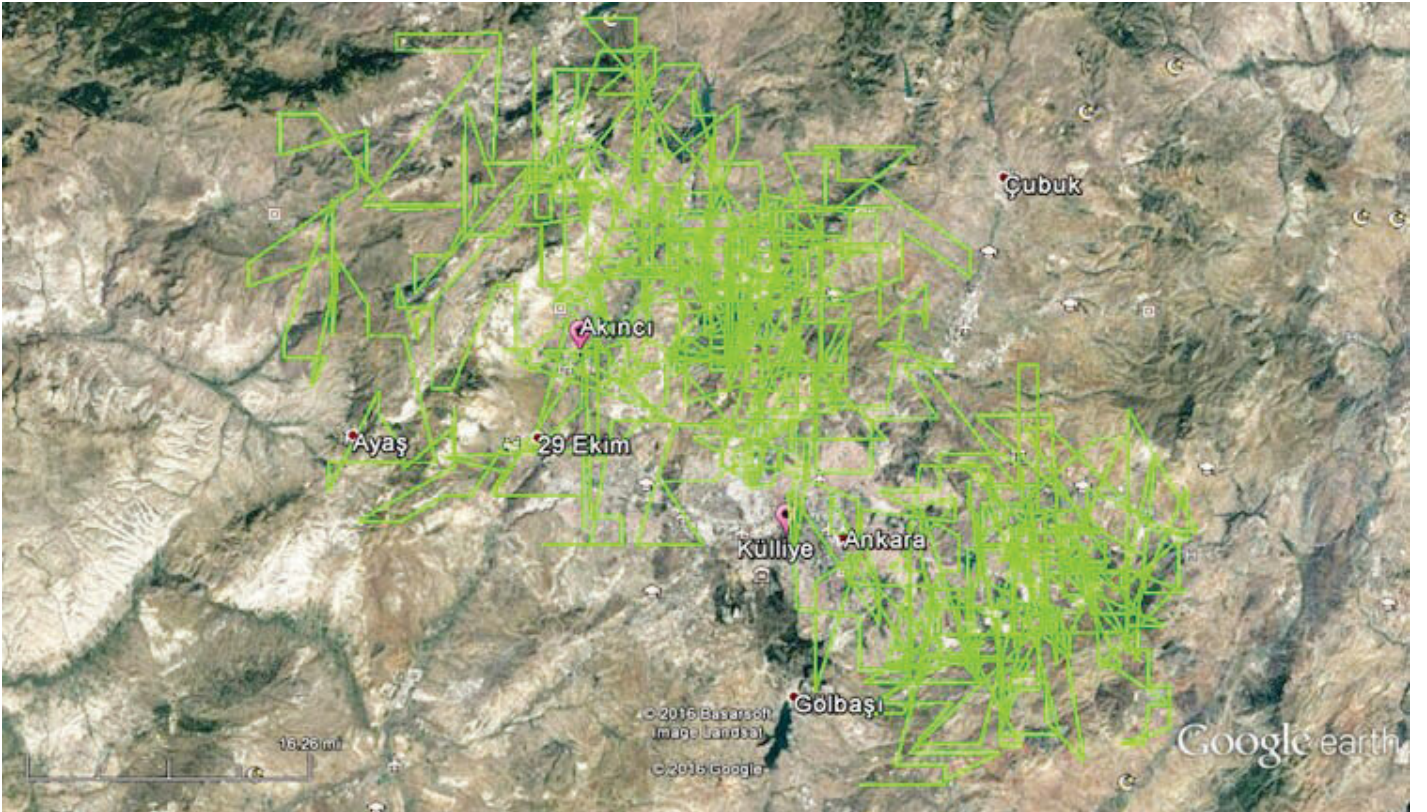 Çubuk
Akıncı
Ayaş
29 Ekim
Külliye
Ankara
Gölbaşı
© 2016 Basarsoft
Image Landsat
© 2016 Google
16.26 mi
Google earth